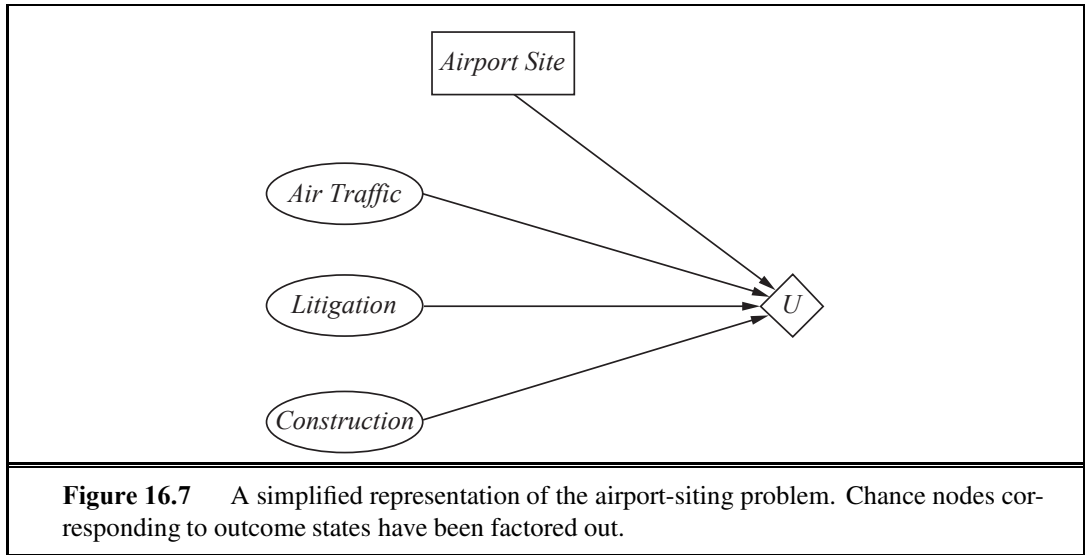 Airport Site
Air Traffic
Litigation
U
Construction
Figure 16.7 A simplified representation of the airport-siting problem. Chance nodes cor-
responding to outcome states have been factored out.